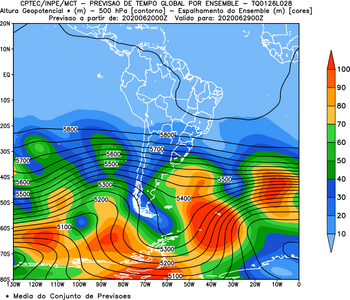 CPTEC/INPE/MCT - PREVISAO DE TEMPO GLOBAL POR ENSEMBLE - TQ0126L028
Altura Geopotencial * (m) - 500 hPa [contorno] - Espalhamento do Ensemble (m) [cores]
Previsao a partir de: 2020062000Z Valido para: 2020062900Z
20N
10N
EQ
10S
20S
30S
40S
50S
60S
70S
80S
130W 120W 110W 100W 90W 80W 70W 60W 50W 40W 30W 20W 10W 0
5800
5800
5700
5700
5600
5600
5500
5500
5500
5400
5300
5200
5100
5300
5200
5100
100
90
80
70
60
50
40
30
20
10
* Media do Conjunto de Previsoes